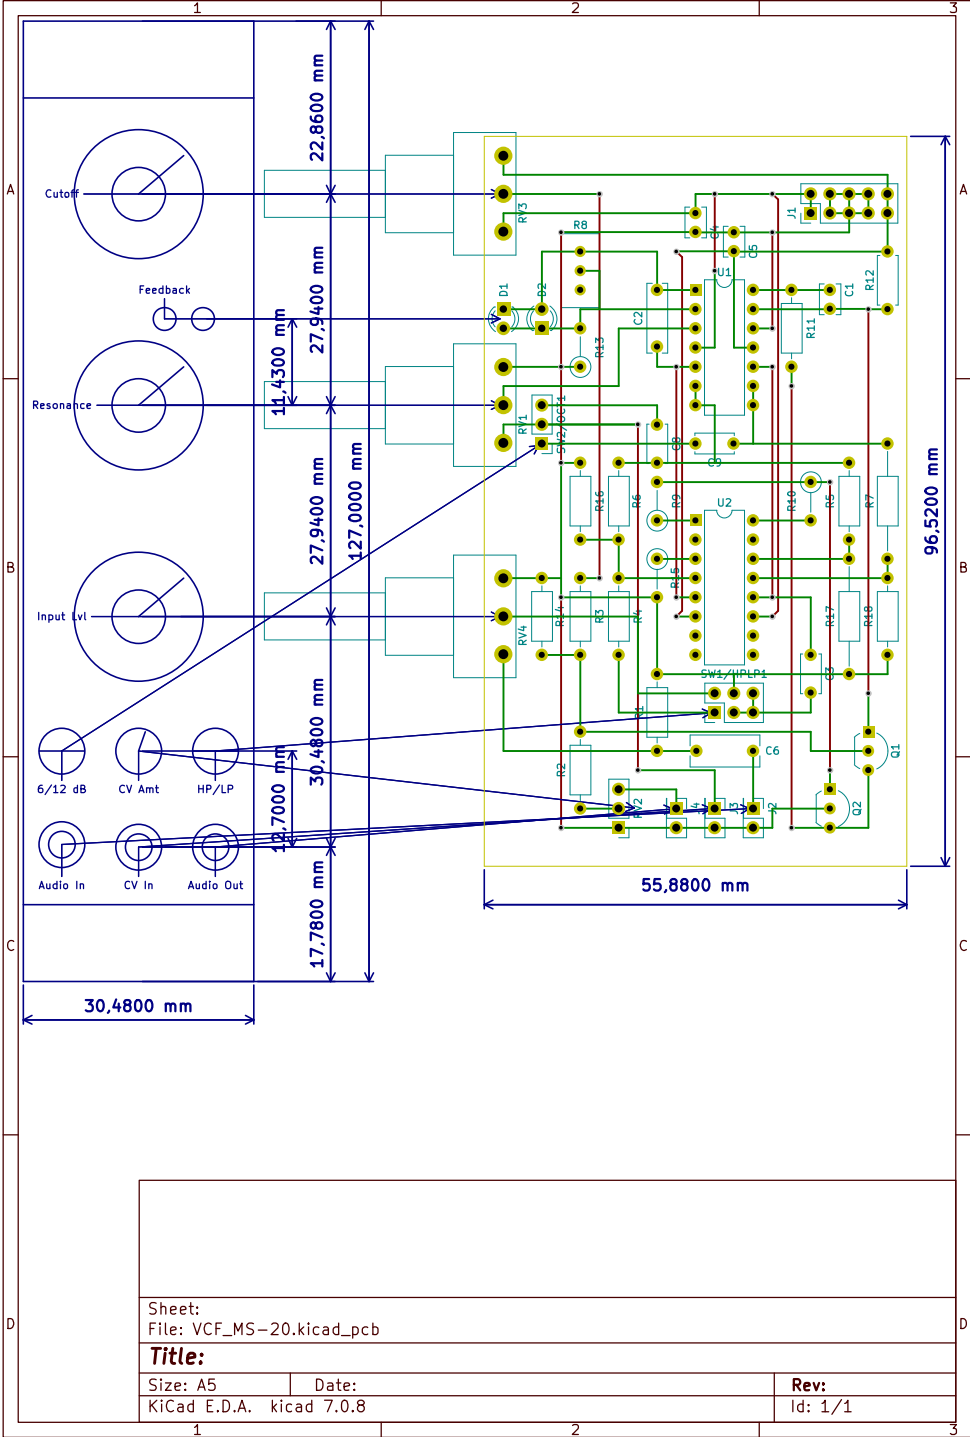 1
2
3
A
B
C
D
A
B
C
D
1
2
3
22,8600 mm
27,9400 mm
11,4300 mm
27,9400 mm
127,0000 mm
30,4800 mm
12,7000 mm
17,7800 mm
30,4800 mm
96,5200 mm
55,8800 mm
Cutoff
Feedback
Resonance
Input Lvl
6/12 dB
CV Amt
HP/LP
Audio In
CV In
Audio Out
RV3
R8
J1
C4
C5
U1
R12
D1
D2
C2
C1
R11
R13
RV1
SW2/OCT1
C8
C9
R16
R6
R9
U2
R10
R5
R7
R15
RV4
R14
R3
R4
R17
R18
SW1/HPLP1
C3
R1
C6
Q1
R2
RV2
J4
J3
J2
Q2
Sheet:
File: VCF_MS-20.kicad_pcb
Title:
Size: A5
Date:
Rev:
KiCad E.D.A. kicad 7.0.8
Id: 1/1